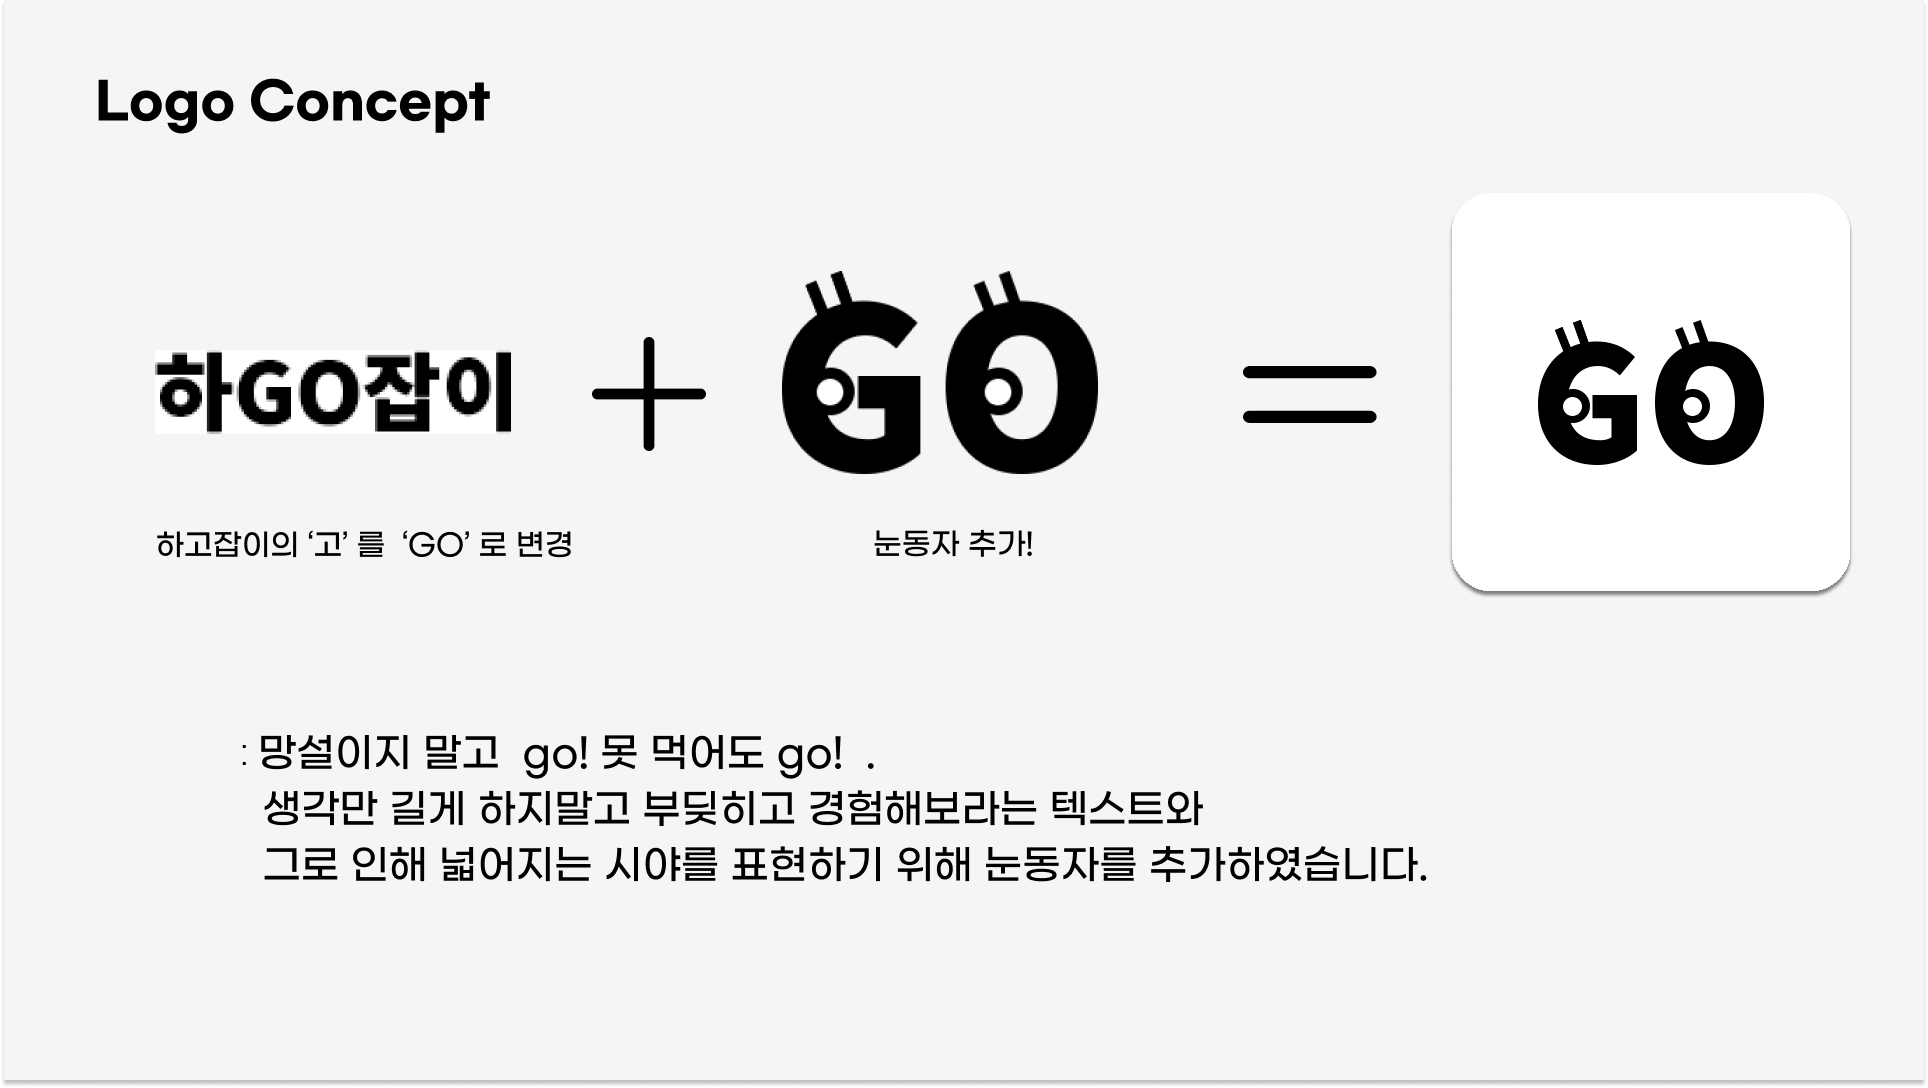 Logo Concept
하GO잡이
GO
GO
하고잡이의 ‘고’ 를 ‘GO’ 로 변경
눈동자 추가!
: 망설이지 말고 go! 못 먹어도 go! .
생각만 길게 하지말고 부딪히고 경험해보라는 텍스트와
그로 인해 넓어지는 시야를 표현하기 위해 눈동자를 추가하였습니다.